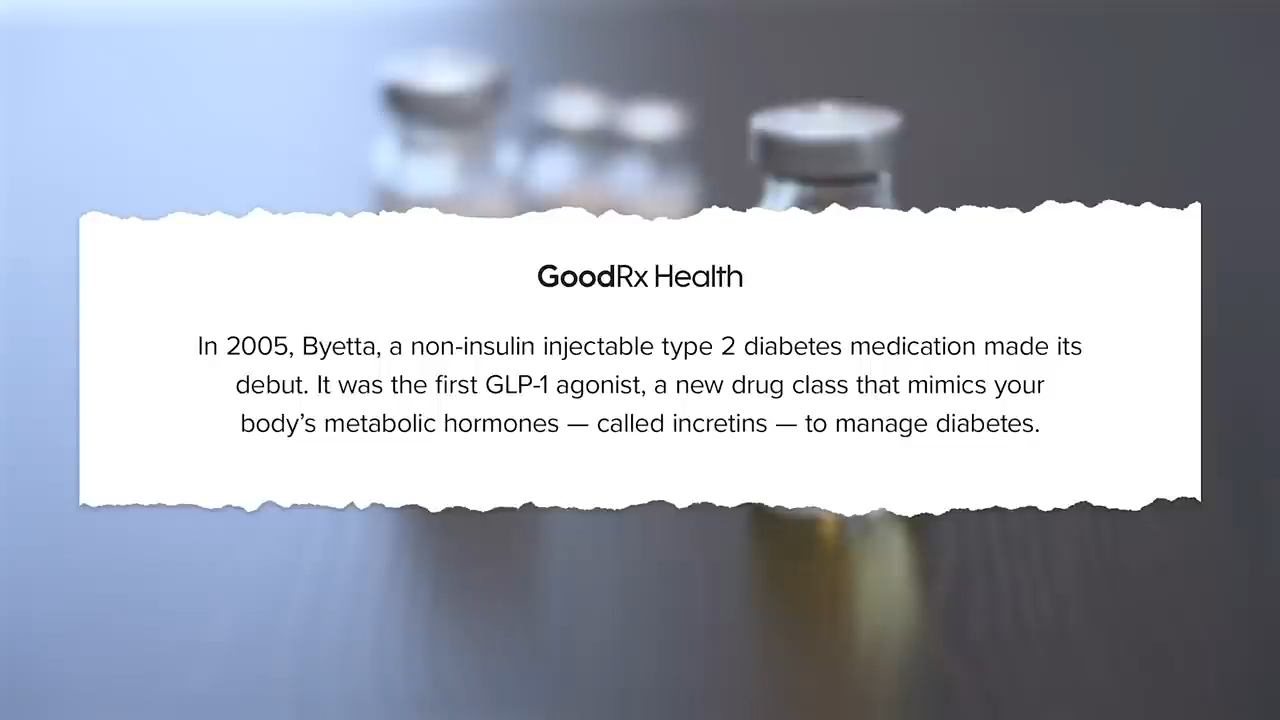 GoodRx Health
In 2005, Byetta, a non-insulin injectable type 2 diabetes medication made its
debut. It was the first GLP-1 agonist, a new drug class that mimics your
body’s metabolic hormones — called incretins — to manage diabetes.